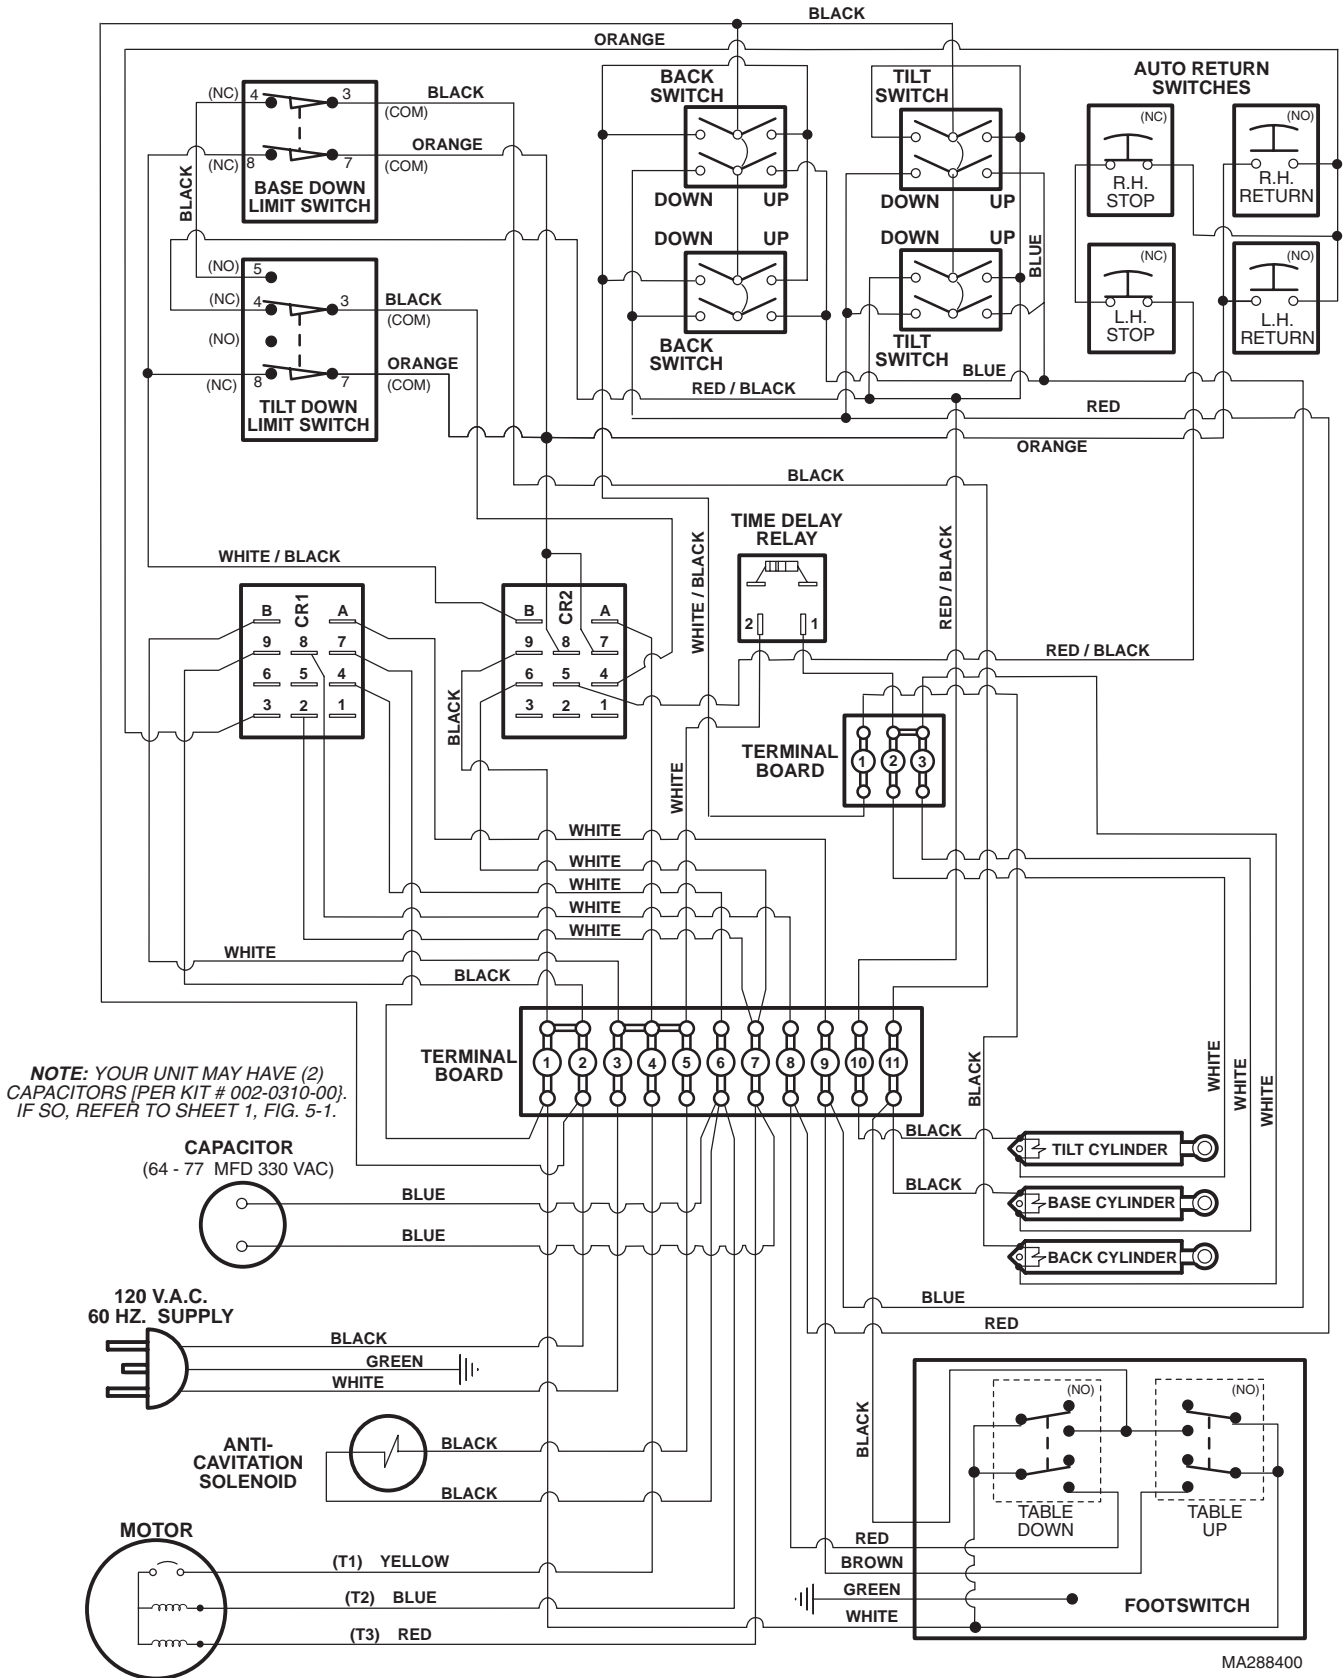 BLACK
ORANGE
BACK
SWITCH
TILT
SWITCH
AUTO RETURN
SWITCHES
(NC) 4 3 BLACK
(COM)
ORANGE
(NC) 8 7 (COM)
BASE DOWN
LIMIT SWITCH
BLACK
DOWN UP
DOWN UP
(NC)
R.H.
STOP
(NO)
R.H.
RETURN
DOWN UP
DOWN UP
BLUE
(NC)
L.H.
STOP
(NO)
L.H.
RETURN
(NO) 5
(NC) 4 3 BLACK
(COM)
(NO)
ORANGE
(NC) 8 7 (COM)
TILT DOWN
LIMIT SWITCH
BACK
SWITCH
TILT
SWITCH
BLUE
RED / BLACK
RED
ORANGE
BLACK
TIME DELAY
RELAY
2 1
WHITE / BLACK
RED / BLACK
WHITE / BLACK
CR1
B A
9 8 7
6 5 4
3 2 1
CR2
B A
9 8 7
6 5 4
3 2 1
RED / BLACK
BLACK
WHITE
TERMINAL
BOARD
1 2 3
WHITE
WHITE
WHITE
WHITE
WHITE
WHITE
BLACK
TERMINAL
BOARD
1 2 3 4 5 6 7 8 9 10 11
BLACK
WHITE
WHITE
WHITE
NOTE: YOUR UNIT MAY HAVE (2)
CAPACITORS [PER KIT # 002-0310-00}.
IF SO, REFER TO SHEET 1, FIG. 5-1.
CAPACITOR
(64 - 77 MFD 330 VAC)
BLUE
BLUE
BLACK
TILT CYLINDER
BLACK
BASE CYLINDER
BACK CYLINDER
BLUE
RED
120 V.A.C.
60 HZ. SUPPLY
BLACK
GREEN
WHITE
ANTI-
CAVITATION
SOLENOID
BLACK
BLACK
BLACK
MOTOR
(T1) YELLOW
(T2) BLUE
(T3) RED
(NO)
TABLE
DOWN
(NO)
TABLE
UP
RED
BROWN
GREEN
WHITE
FOOTSWITCH
MA288400